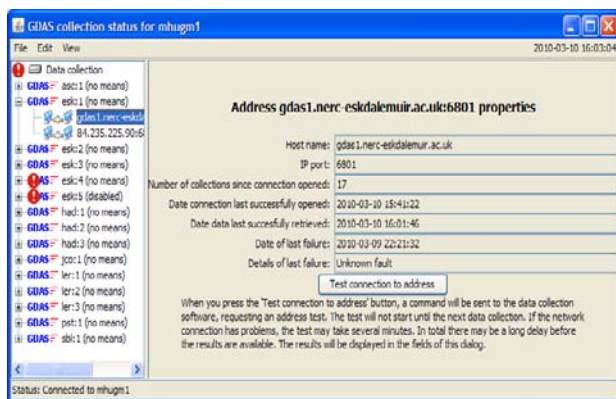 GDAS collection status for mhugm1
File Edit View
2010-03-10 16:03:04
Data collection
GDAS asc:1 (no means)
GDAS esk:1 (no means)
gdas1.nerc-eskda
84.235.225.90:68
GDAS esk:2 (no means)
GDAS esk:3 (no means)
AS esk:4 (no means)
AS esk:5 (disabled)
GDAS had:1 (no means)
GDAS had:2 (no means)
GDAS had:3 (no means)
GDAS jco:1 (no means)
GDAS ler:1 (no means)
GDAS ler:2 (no means)
GDAS ler:3 (no means)
GDAS pst:1 (no means)
GDAS sbl:1 (no means)
Address gdas1.nerc-eskdalemuir.ac.uk:6801 properties
Host name: gdas1.nerc-eskdalemuir.ac.uk
IP port: 6801
Number of collections since connection opened: 17
Date connection last successfully opened: 2010-03-10 15:41:22
Date data last succesfully retrieved: 2010-03-10 16:01:46
Date of last failure: 2010-03-09 22:21:32
Details of last failure: Unknown fault
Test connection to address
When you press the 'Test connection to
address' button, a command will be sent to the data collection
software, requesting an address test. The test will not start
until the next data collection. If the network
connection has problems, the test may
take several minutes. In total there may be a long delay before
the results are available. The results will be displayed in the fields of this dialog.
Status: Connected to mhugm1